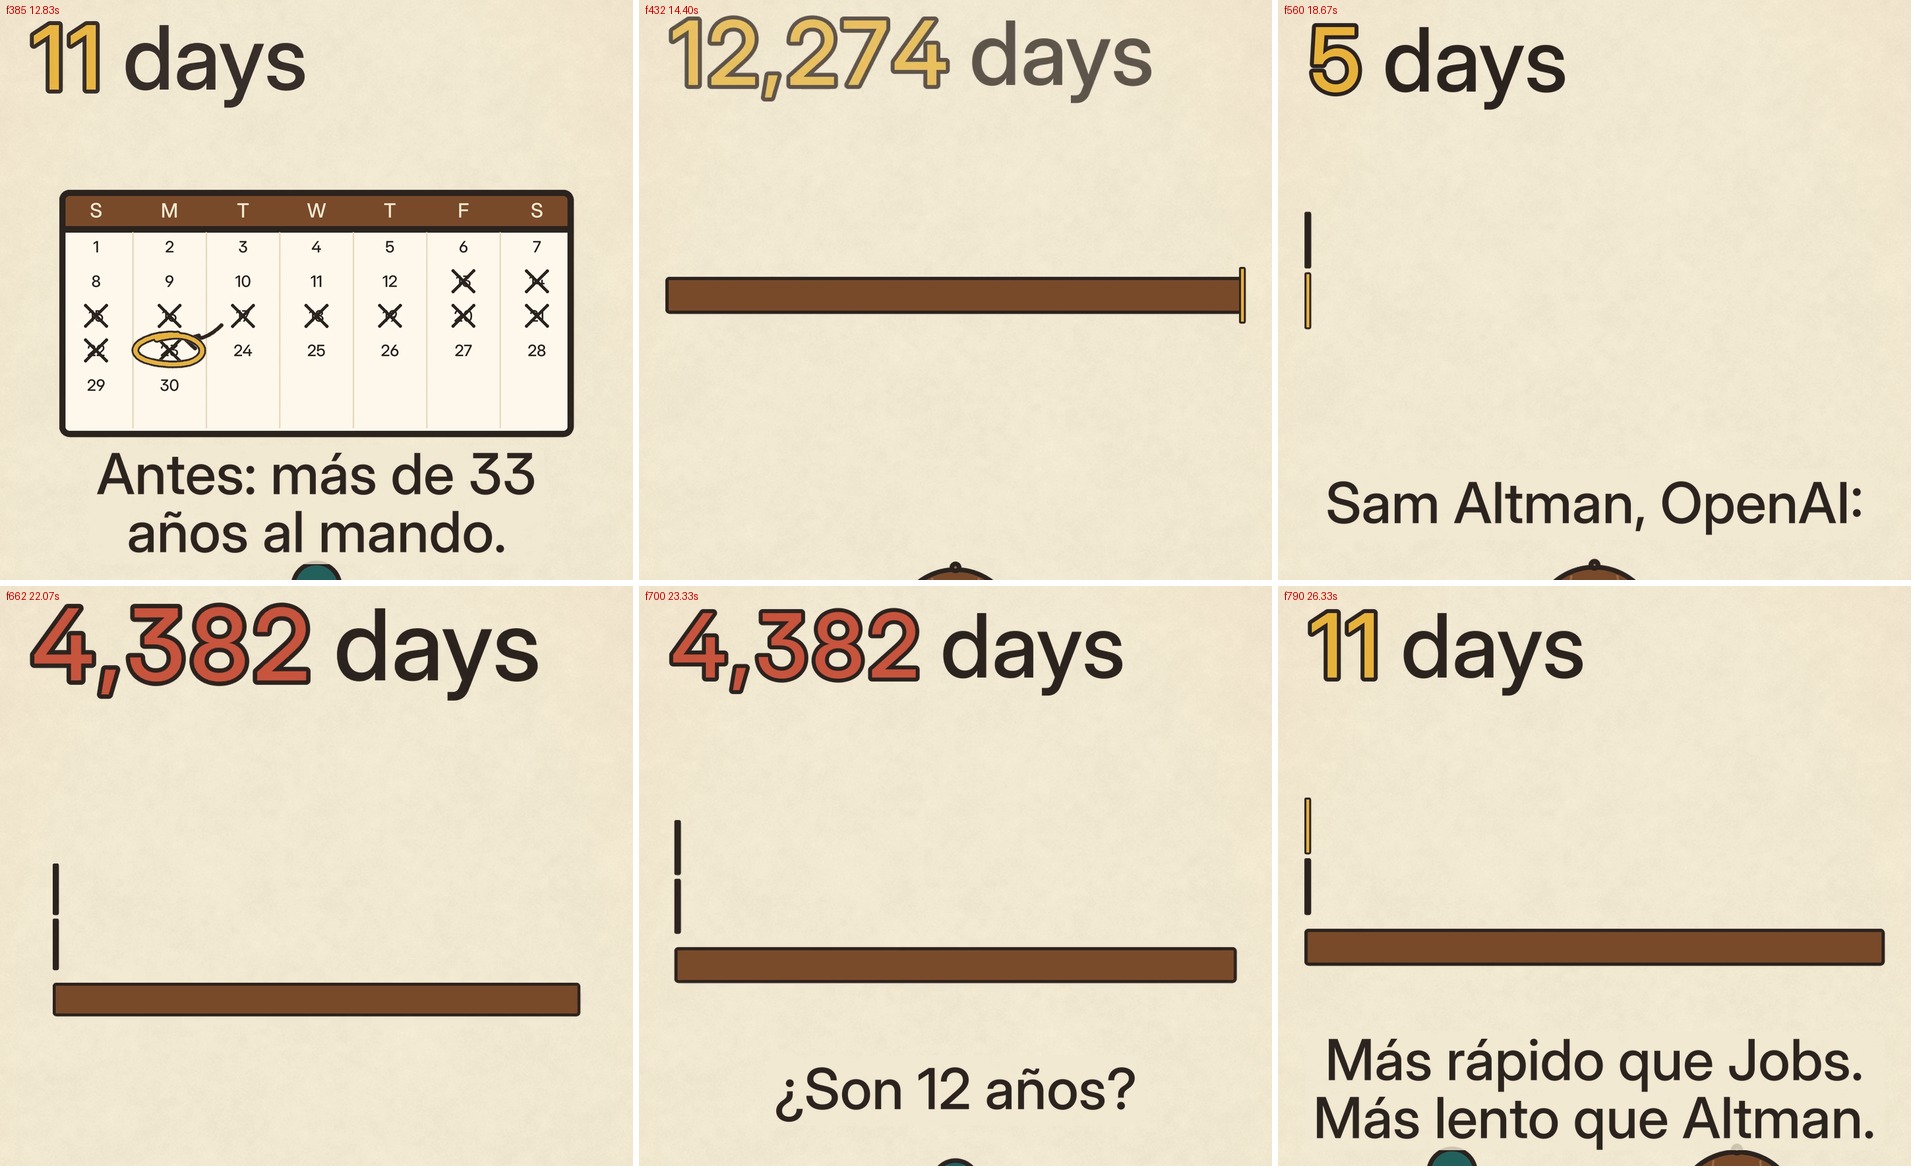 f385 12.83s
11 days
S M T W T F S
1 2 3 4 5 6 7
8 9 10 11 12
24 25 26 27 28
29 30
Antes: más de 33
años al mando.
f432 14.40s
12,274 days
f560 18.67s
5 days
Sam Altman, OpenAI:
f662 22.07s
4,382 days
f700 23.33s
4,382 days
¿Son 12 años?
f790 26.33s
11 days
Más rápido que Jobs.
Más lento que Altman.